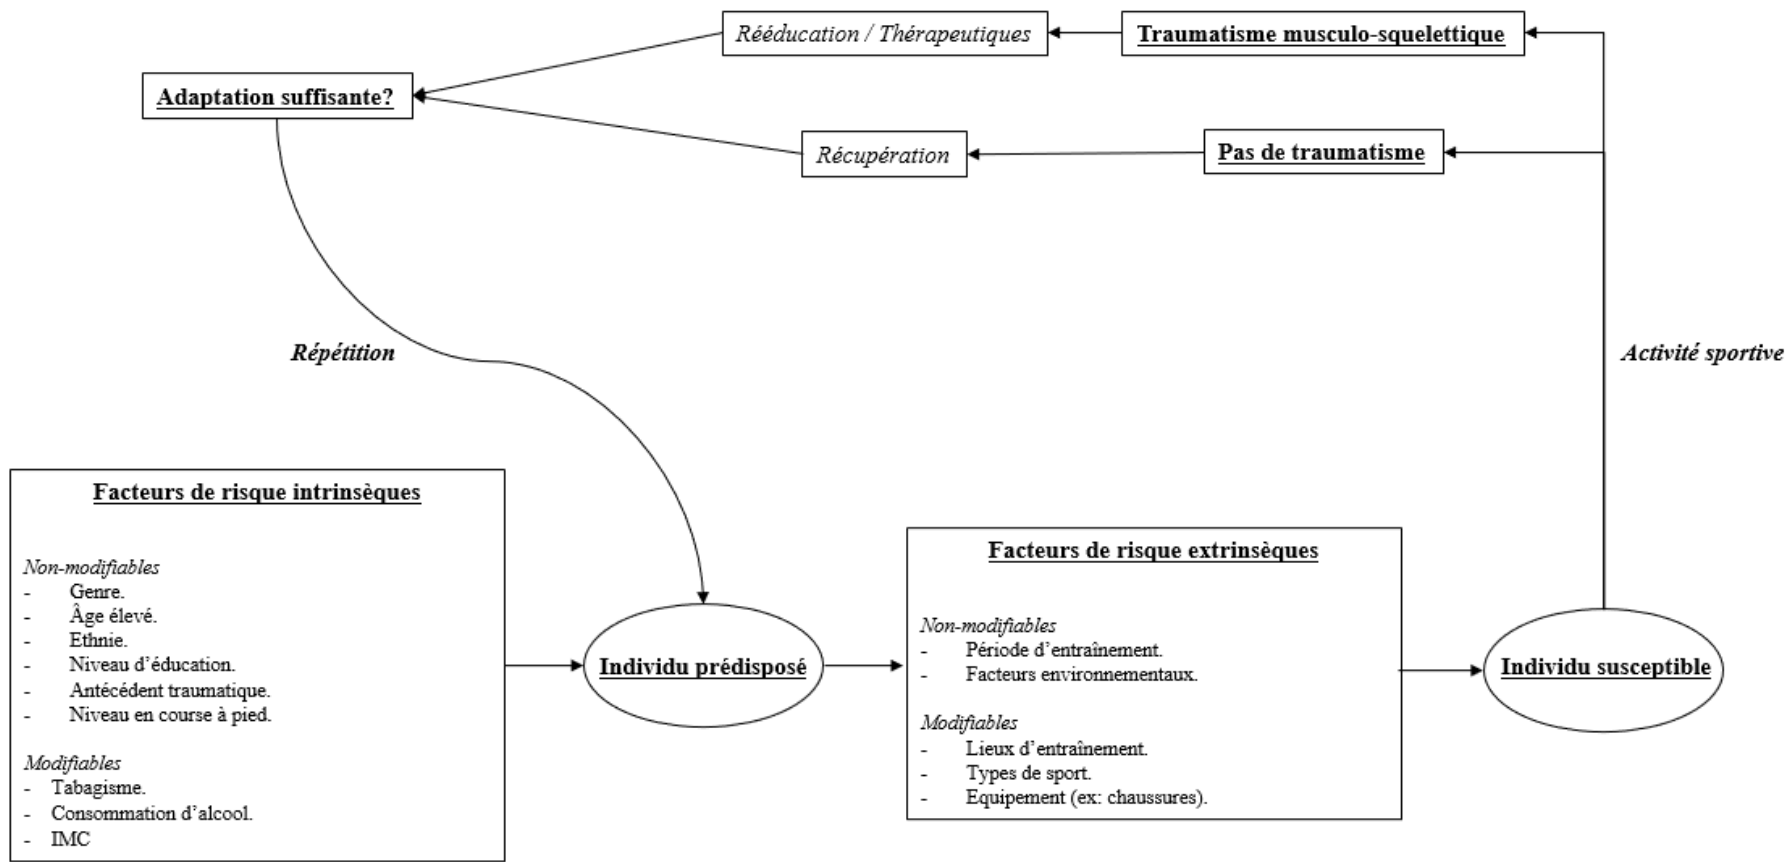 Rééducation / Thérapeutiques
Traumatisme musculo-squelettique
Adaptation suffisante?
Récupération
Pas de traumatisme
Répétition
Activité sportive
Facteurs de risque intrinsèques
Non-modifiables
- Genre.
- Âge élevé.
- Ethnie.
- Niveau d’éducation.
- Antécédent traumatique.
- Niveau en course à pied.
Modifiables
- Tabagisme.
- Consommation d’alcool.
- IMC
Individu prédisposé
Facteurs de risque extrinsèques
Non-modifiables
- Période d’entraînement.
- Facteurs environnementaux.
Modifiables
- Lieux d’entraînement.
- Types de sport.
- Equipement (ex: chaussures).
Individu susceptible